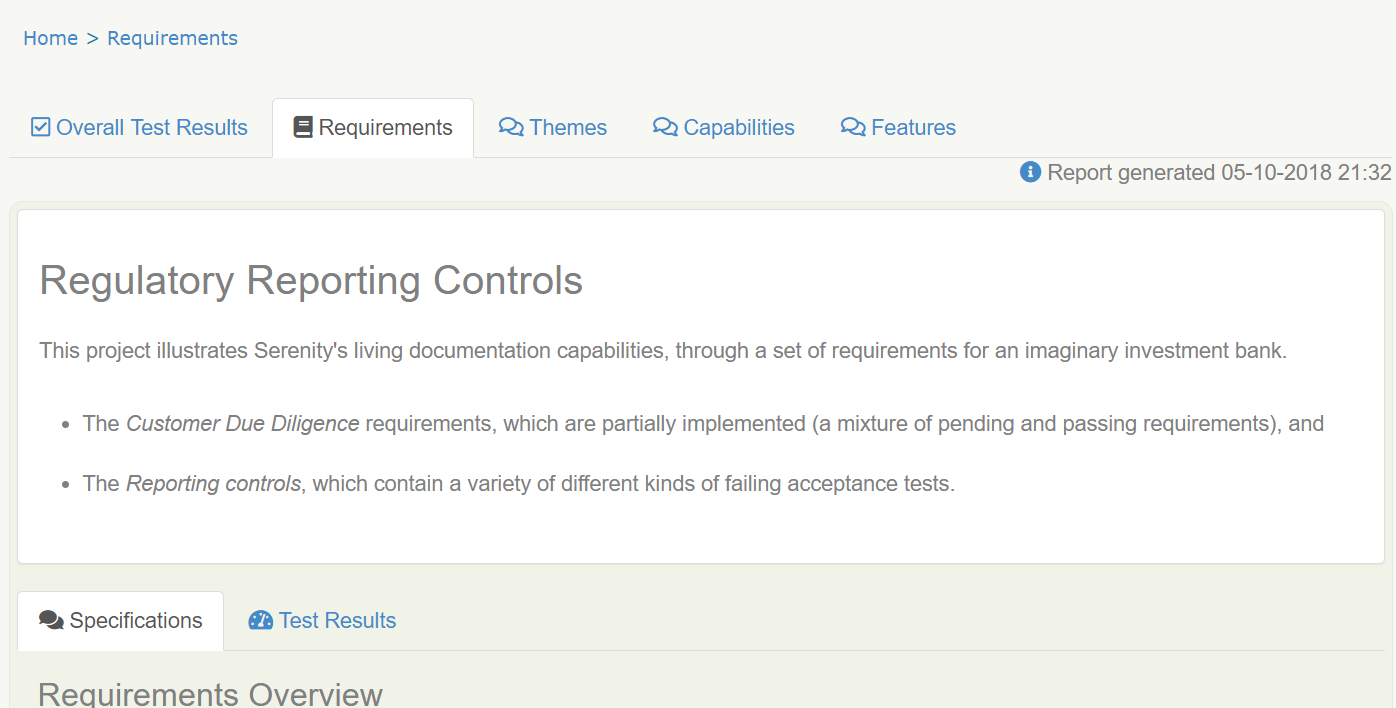 Home > Requirements
Overall Test Results Requirements Themes Capabilities Features
Report generated 05-10-2018 21:32
Regulatory Reporting Controls
This project illustrates Serenity's living documentation capabilities, through a set of requirements for an imaginary investment bank.
• The Customer Due Diligence requirements, which are partially implemented (a mixture of pending and passing requirements), and
• The Reporting controls, which contain a variety of different kinds of failing acceptance tests.
Specifications Test Results
Requirements Overview